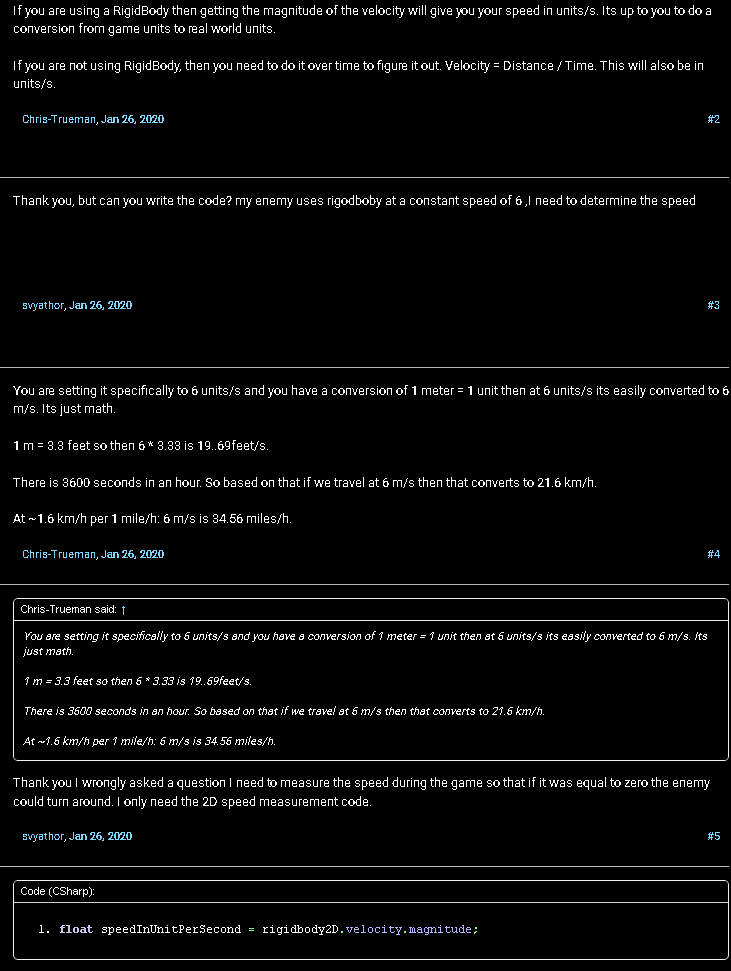 If you are using a RigidBody then getting the magnitude of the velocity will give you your speed in units/s. Its up to you to do a
conversion from game units to real world units.
If you are not using RigidBody, then you need to do it over time to figure it out. Velocity = Distance / Time. This will also be in
units/s.
Chris-Trueman, Jan 26, 2020 #2
Thank you, but can you write the code? my enemy uses rigodboby at a constant speed of 6 ,I need to determine the speed
svyathor, Jan 26, 2020 #3
You are setting it specifically to 6 units/s and you have a conversion of 1 meter = 1 unit then at 6 units/s its easily converted to 6
m/s. Its just math.
1 m = 3.3 feet so then 6 * 3.33 is 19..69feet/s.
There is 3600 seconds in an hour. So based on that if we travel at 6 m/s then that converts to 21.6 km/h.
At ~1.6 km/h per 1 mile/h: 6 m/s is 34.56 miles/h.
Chris-Trueman, Jan 26, 2020 #4
Chris-Trueman said: ↑
You are setting it specifically to 6 units/s and you have a conversion of 1 meter = 1 unit then at 6 units/s its easily converted to 6 m/s. Its
just math.
1 m = 3.3 feet so then 6 * 3.33 is 19..69feet/s.
There is 3600 seconds in an hour. So based on that if we travel at 6 m/s then that converts to 21.6 km/h.
At ~1.6 km/h per 1 mile/h: 6 m/s is 34.56 miles/h.
Thank you I wrongly asked a question I need to measure the speed during the game so that if it was equal to zero the enemy
could turn around. I only need the 2D speed measurement code.
svyathor, Jan 26, 2020 #5
Code (CSharp):
1. float speedInUnitPerSecond = rigidbody2D.velocity.magnitude;